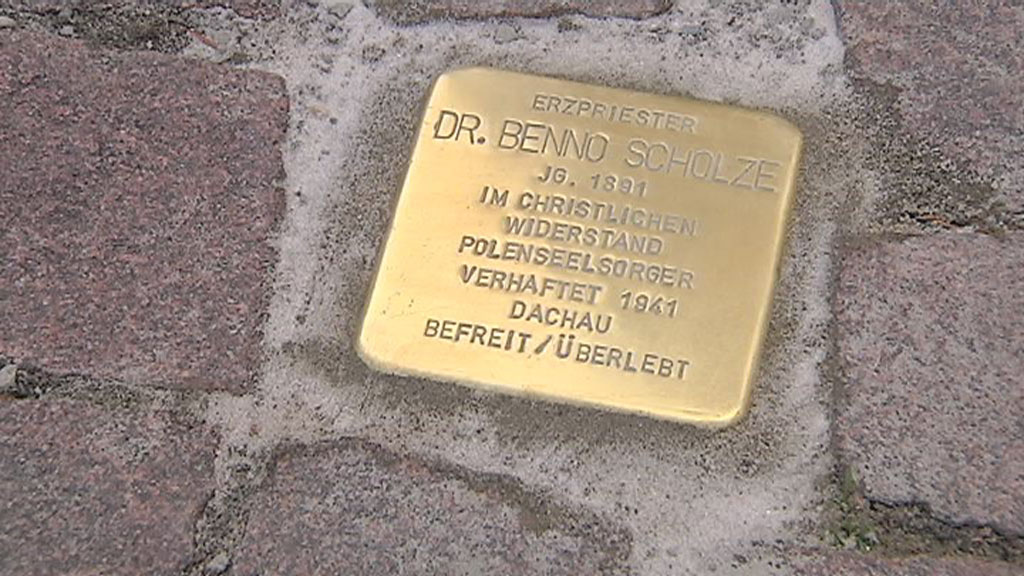 ERZPRIESTER
DR. BENNO SCHOLZE
JG. 1891
IM CHRISTLICHEN
WIDERSTAND
POLENSEELSORGER
VERHAFTET 1941
DACHAU
BEFREIT/ÜBERLEBT